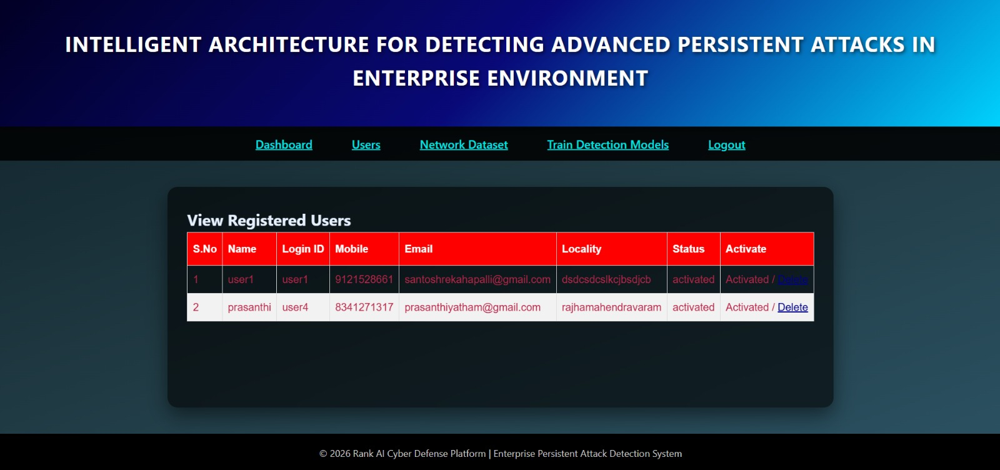 INTELLIGENT ARCHITECTURE FOR DETECTING ADVANCED PERSISTENT ATTACKS IN
ENTERPRISE ENVIRONMENT
Dashboard Users Network Dataset Train Detection Models Logout
View Registered Users
S.No Name Login ID Mobile Email Locality Status Activate
1 user1 user1 9121528661 santoshrekahapalli@gmail.com dsdcsdcslkcjbsdjcb activated Activated / Delete
2 prasanthi user4 8341271317 prasanthiyatham@gmail.com rajhamahendravaram activated Activated / Delete
© 2026 Rank AI Cyber Defense Platform | Enterprise Persistent Attack Detection System